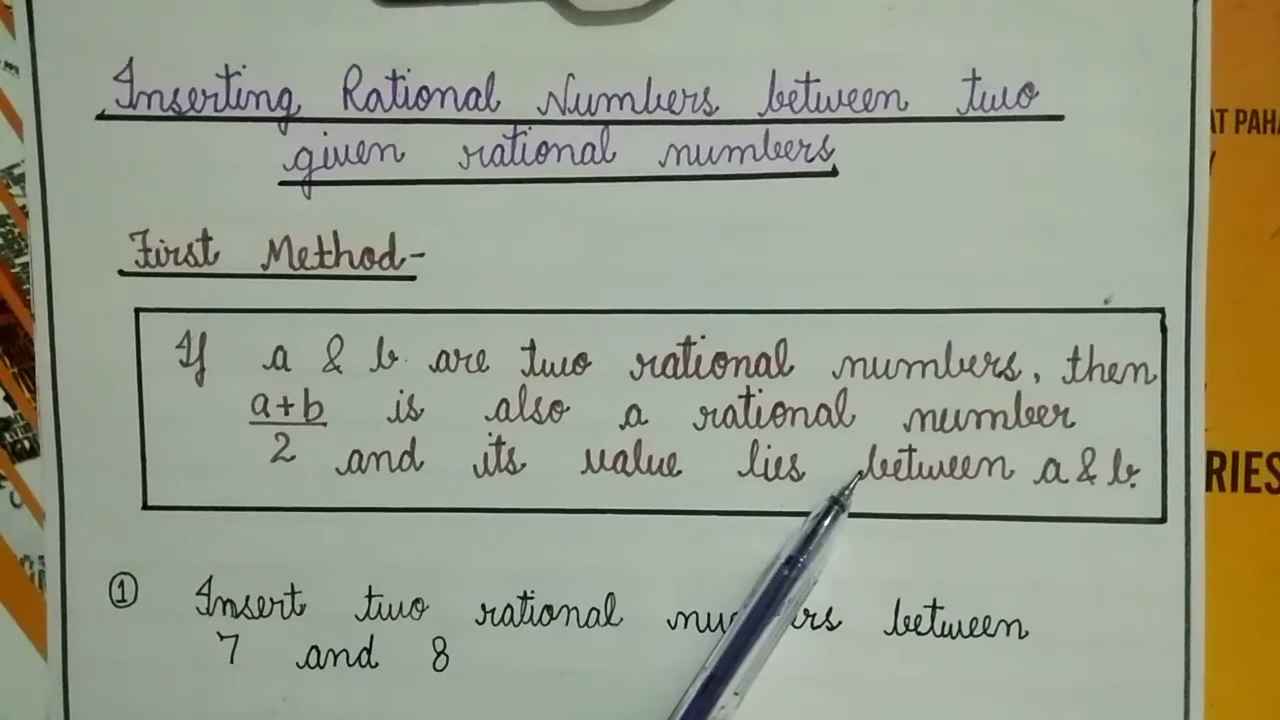 Inserting Rational Numbers between two
given rational numbers
First Method-
If a & b are two rational numbers, then
a+b
2
is also a rational number
and its value lies between a & b.
① Insert two rational numbers between
7 and 8
AT PAHA
RIES